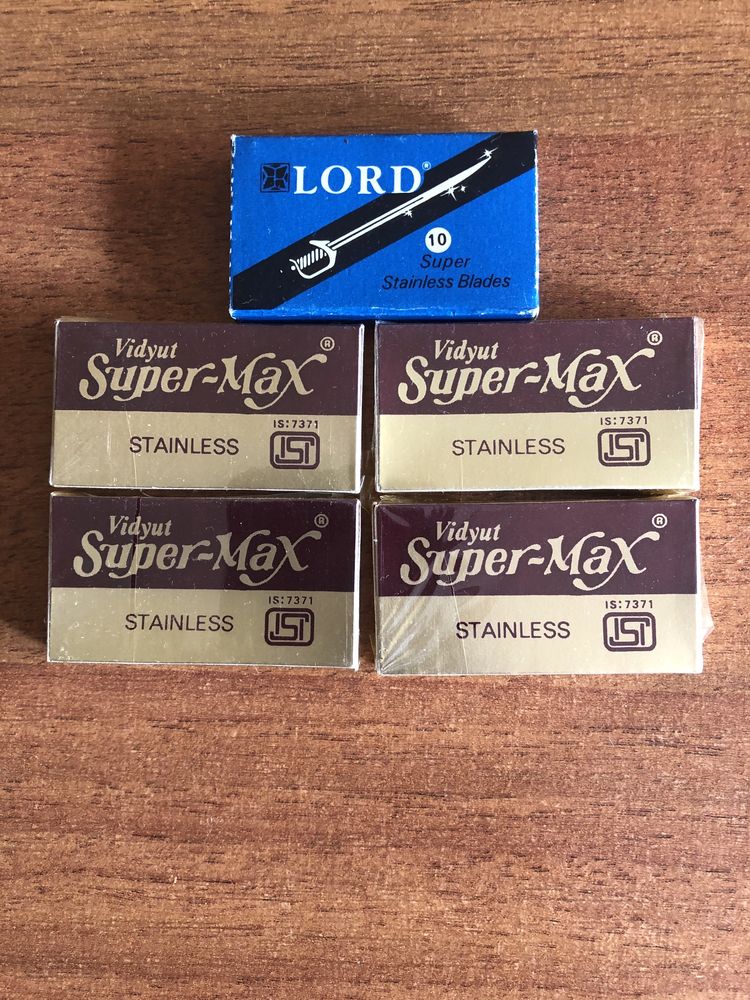 LORD®
10
Super
Stainless Blades
Vidyut
Super-Max®
STAINLESS
IS:7371
ISI
Vidyut
Super-Max®
STAINLESS
IS:7371
ISI
Vidyut
Super-Max®
STAINLESS
IS:7371
ISI
Vidyut
Super-Max®
STAINLESS
IS:7371
ISI